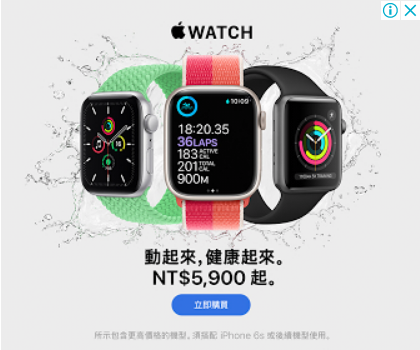 WATCH
10:09
18:20.35
36LAPS
183 ACTIVE CAL
201 TOTAL CAL
900M
動起來，健康起來。
NT$5,900 起。
立即購買
所示包含更高價格的機型。須搭配 iPhone 6s 或後續機型使用。